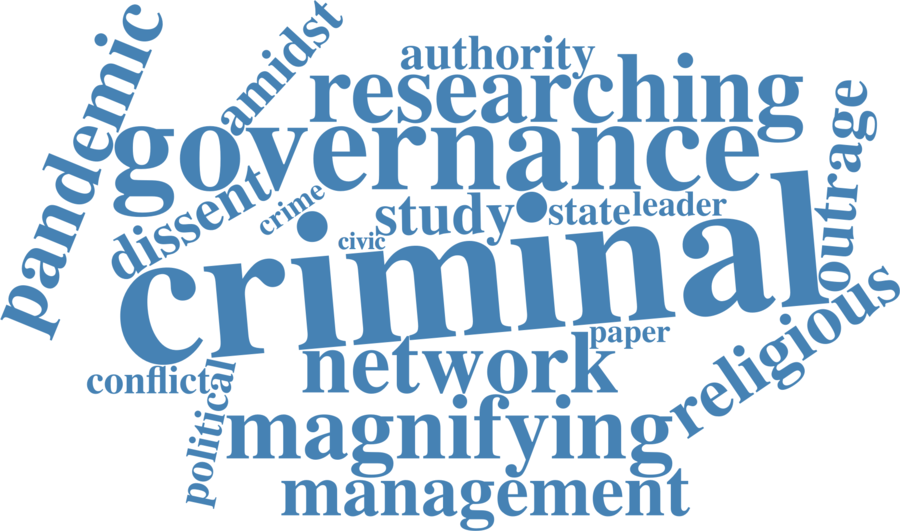 pandemic
amidst
authority
researching
governance
outrage
dissent
crime
study
state
leader
civic
criminal
religious
paper
network
conflict
political
magnifying
management